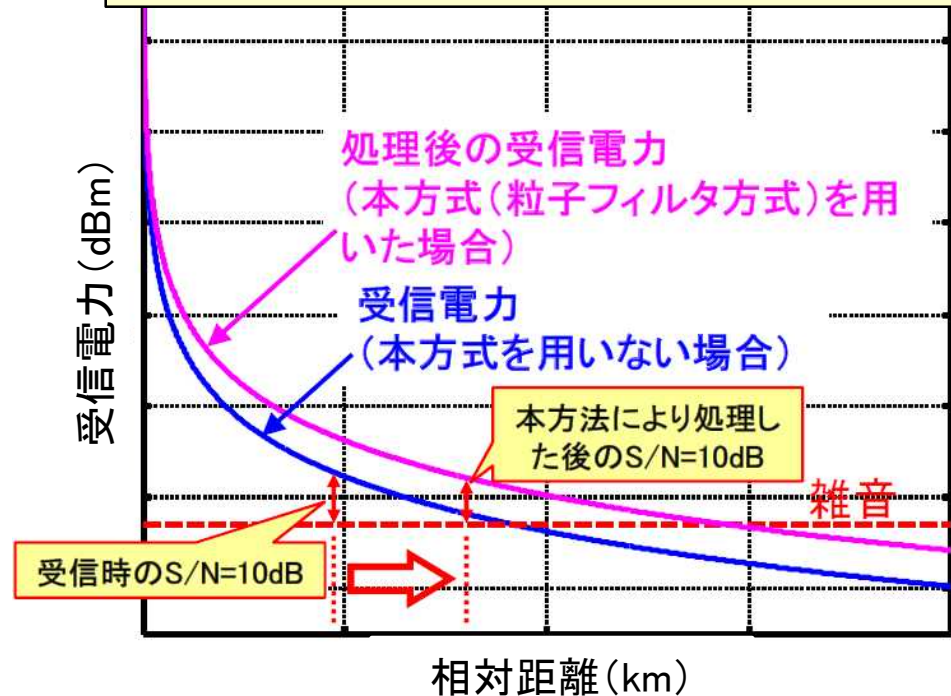 処理後の受信電力
(本方式(粒子フィルタ方式)を用
いた場合)
受信電力
(本方式を用いない場合)
本方法により処理し
た後のS/N=10dB
雑音
受信時のS/N=10dB
受信電力(dBm)
相対距離(km)